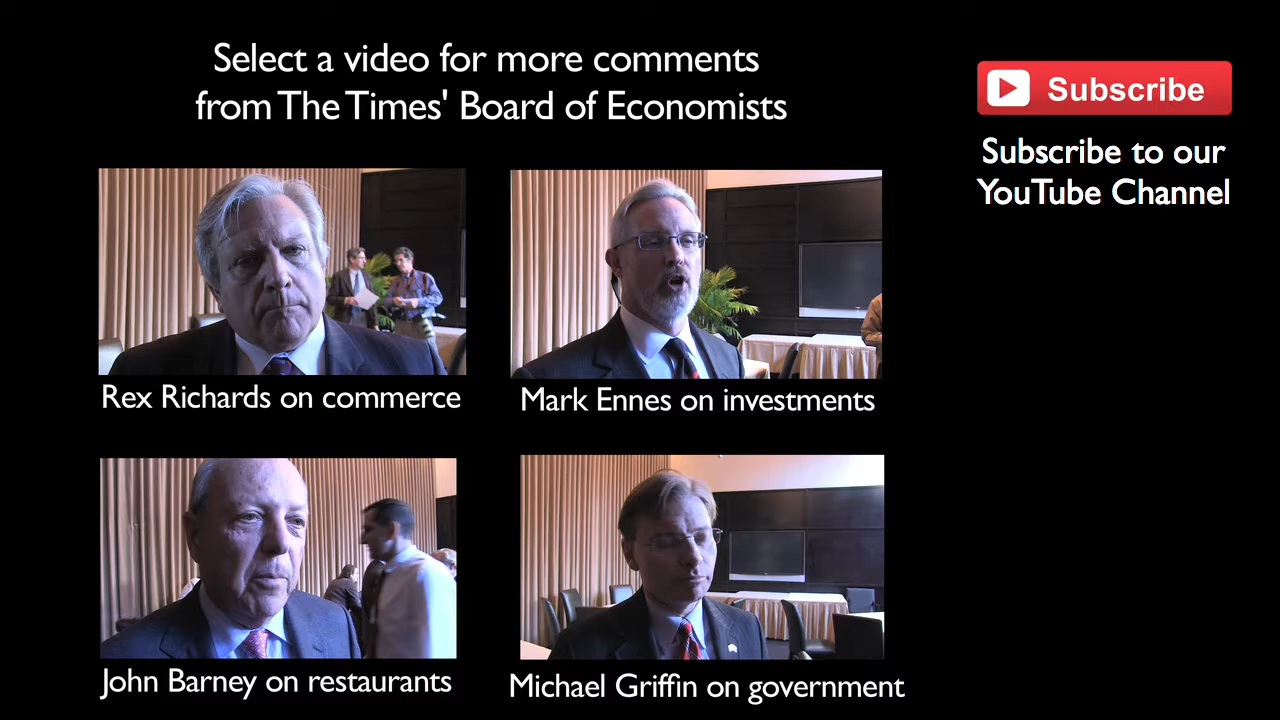 Select a video for more comments
from The Times' Board of Economists
Subscribe
Subscribe to our
YouTube Channel
Rex Richards on commerce
Mark Ennes on investments
John Barney on restaurants
Michael Griffin on government